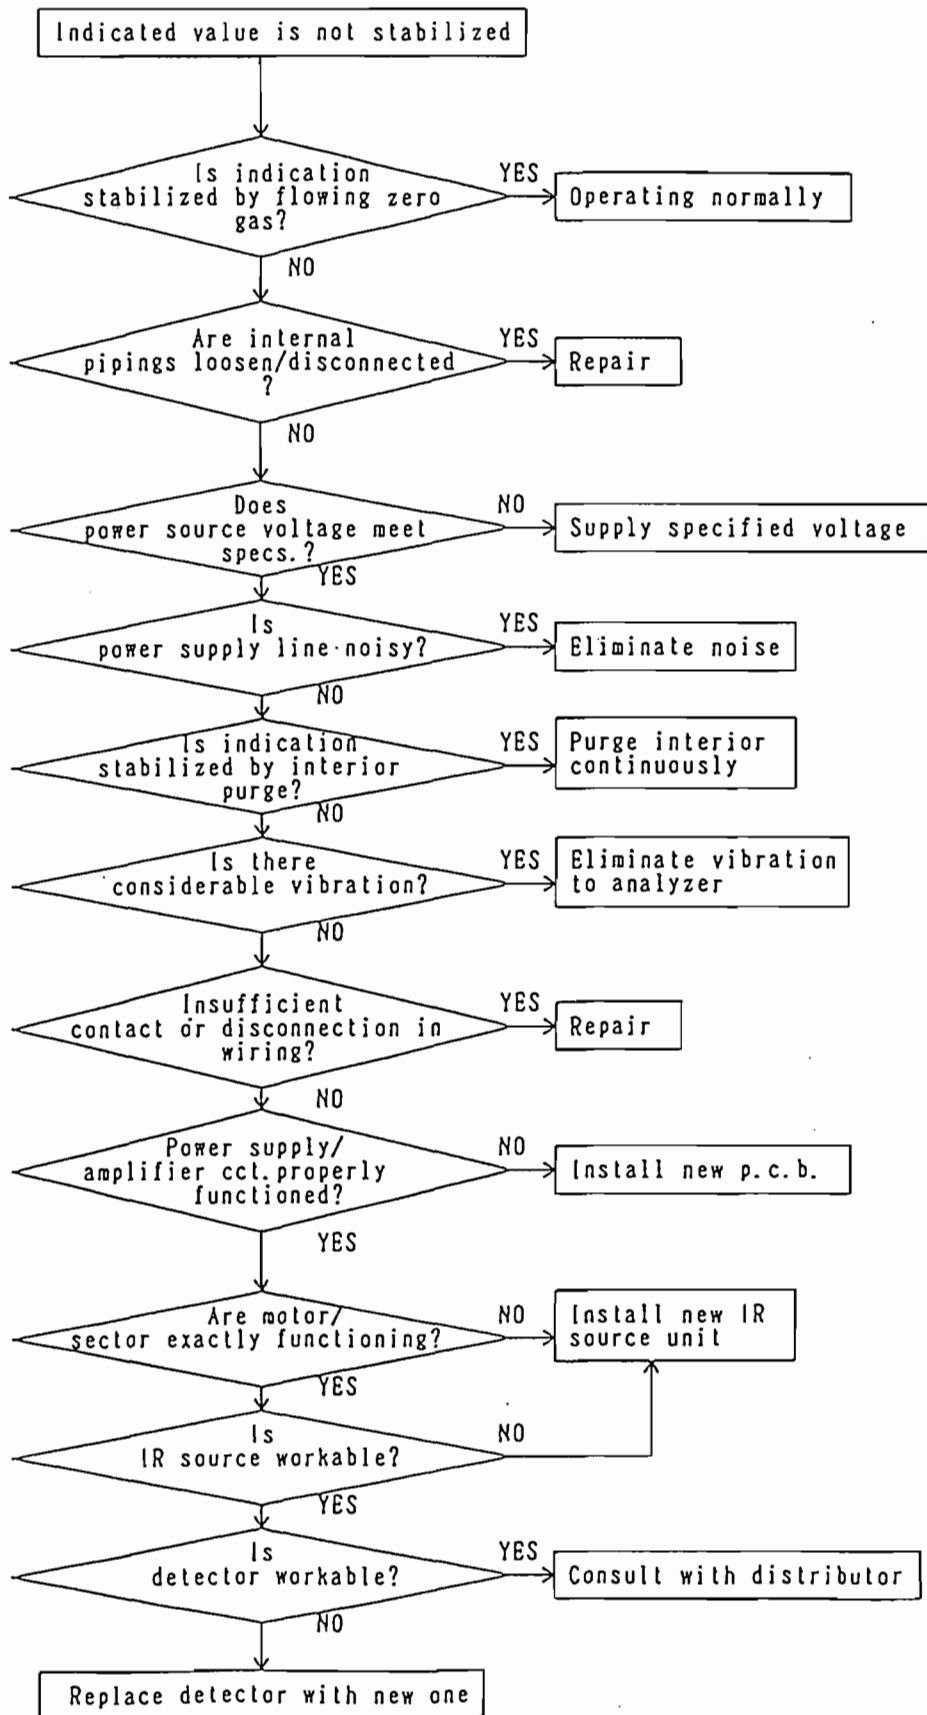 Indicated value is not stabilized
Is indication
stabilized by flowing zero
gas?
YES
Operating normally
NO
Are internal
pipings loosen/disconnected
?
YES
Repair
NO
Does
power source voltage meet
specs.?
NO
Supply specified voltage
YES
Is
power supply line noisy?
YES
Eliminate noise
NO
Is indication
stabilized by interior
purge?
YES
Purge interior
continuously
NO
Is there
considerable vibration?
YES
Eliminate vibration
to analyzer
NO
Insufficient
contact or disconnection in
wiring?
YES
Repair
NO
Power supply/
amplifier cct.properly
functioned?
NO
Install new p.c.b.
YES
Are motor/
sector exactly functioning?
NO
Install new IR
source unit
YES
Is
IR source workable?
NO
YES
Is
detector workable?
YES
Consult with distributor
NO
Replace detector with new one